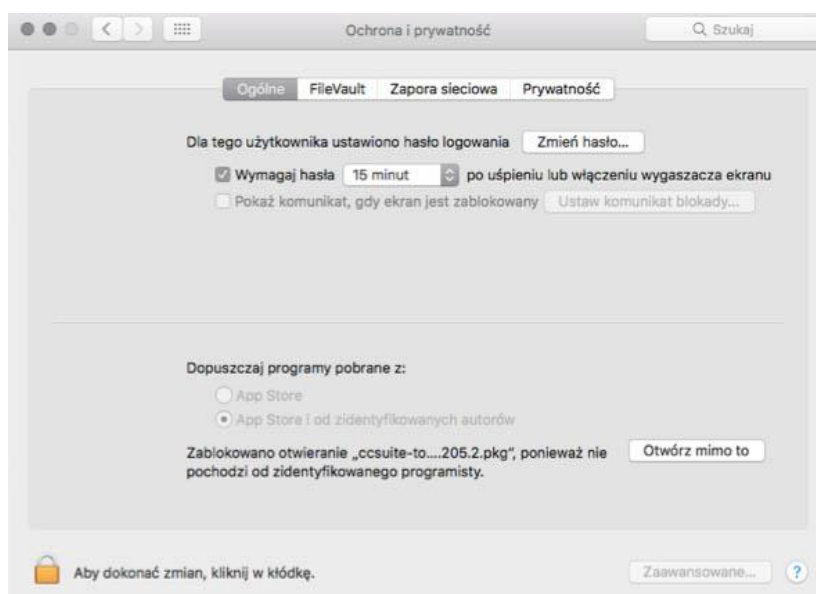 Ochrona i prywatność
Szukaj
Ogólne FileVault Zapora sieciowa Prywatność
Dla tego użytkownika ustawiono hasło logowania Zmień hasło...
Wymagaj hasła 15 minut po uśpieniu lub włączeniu wygaszacza ekranu
Pokaż komunikat, gdy ekran jest zablokowany Ustaw komunikat blokady...
Dopuszczaj programy pobrane z:
App Store
App Store i od zidentyfikowanych autorów
Zablokowano otwieranie „ccsuite-to....205.2.pkg”, ponieważ nie Otwórz mimo to
pochodzi od zidentyfikowanego programisty.
Aby dokonać zmian, kliknij w kłódkę. Zaawansowane... ?